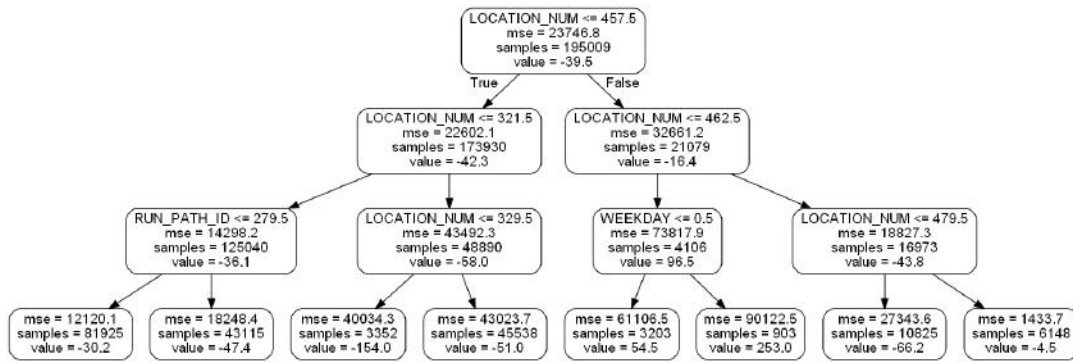 LOCATION_NUM <= 457.5
mse = 23746.8
samples = 195009
value = -39.5
True
False
LOCATION_NUM <= 321.5
mse = 22602.1
samples = 173930
value = -42.3
LOCATION_NUM <= 462.5
mse = 32661.2
samples = 21079
value = -16.4
RUN_PATH_ID <= 279.5
mse = 14298.2
samples = 125040
value = -36.1
LOCATION_NUM <= 329.5
mse = 43492.3
samples = 48890
value = -58.0
WEEKDAY <= 0.5
mse = 73817.9
samples = 4106
value = 96.5
LOCATION_NUM <= 479.5
mse = 18827.3
samples = 16973
value = -43.8
mse = 12120.1
samples = 81925
value = -30.2
mse = 18248.4
samples = 43115
value = -47.4
mse = 40034.3
samples = 3352
value = -154.0
mse = 43023.7
samples = 45538
value = -51.0
mse = 61106.5
samples = 3203
value = 54.5
mse = 90122.5
samples = 903
value = 253.0
mse = 27343.6
samples = 10825
value = -66.2
mse = 1433.7
samples = 6148
value = -4.5